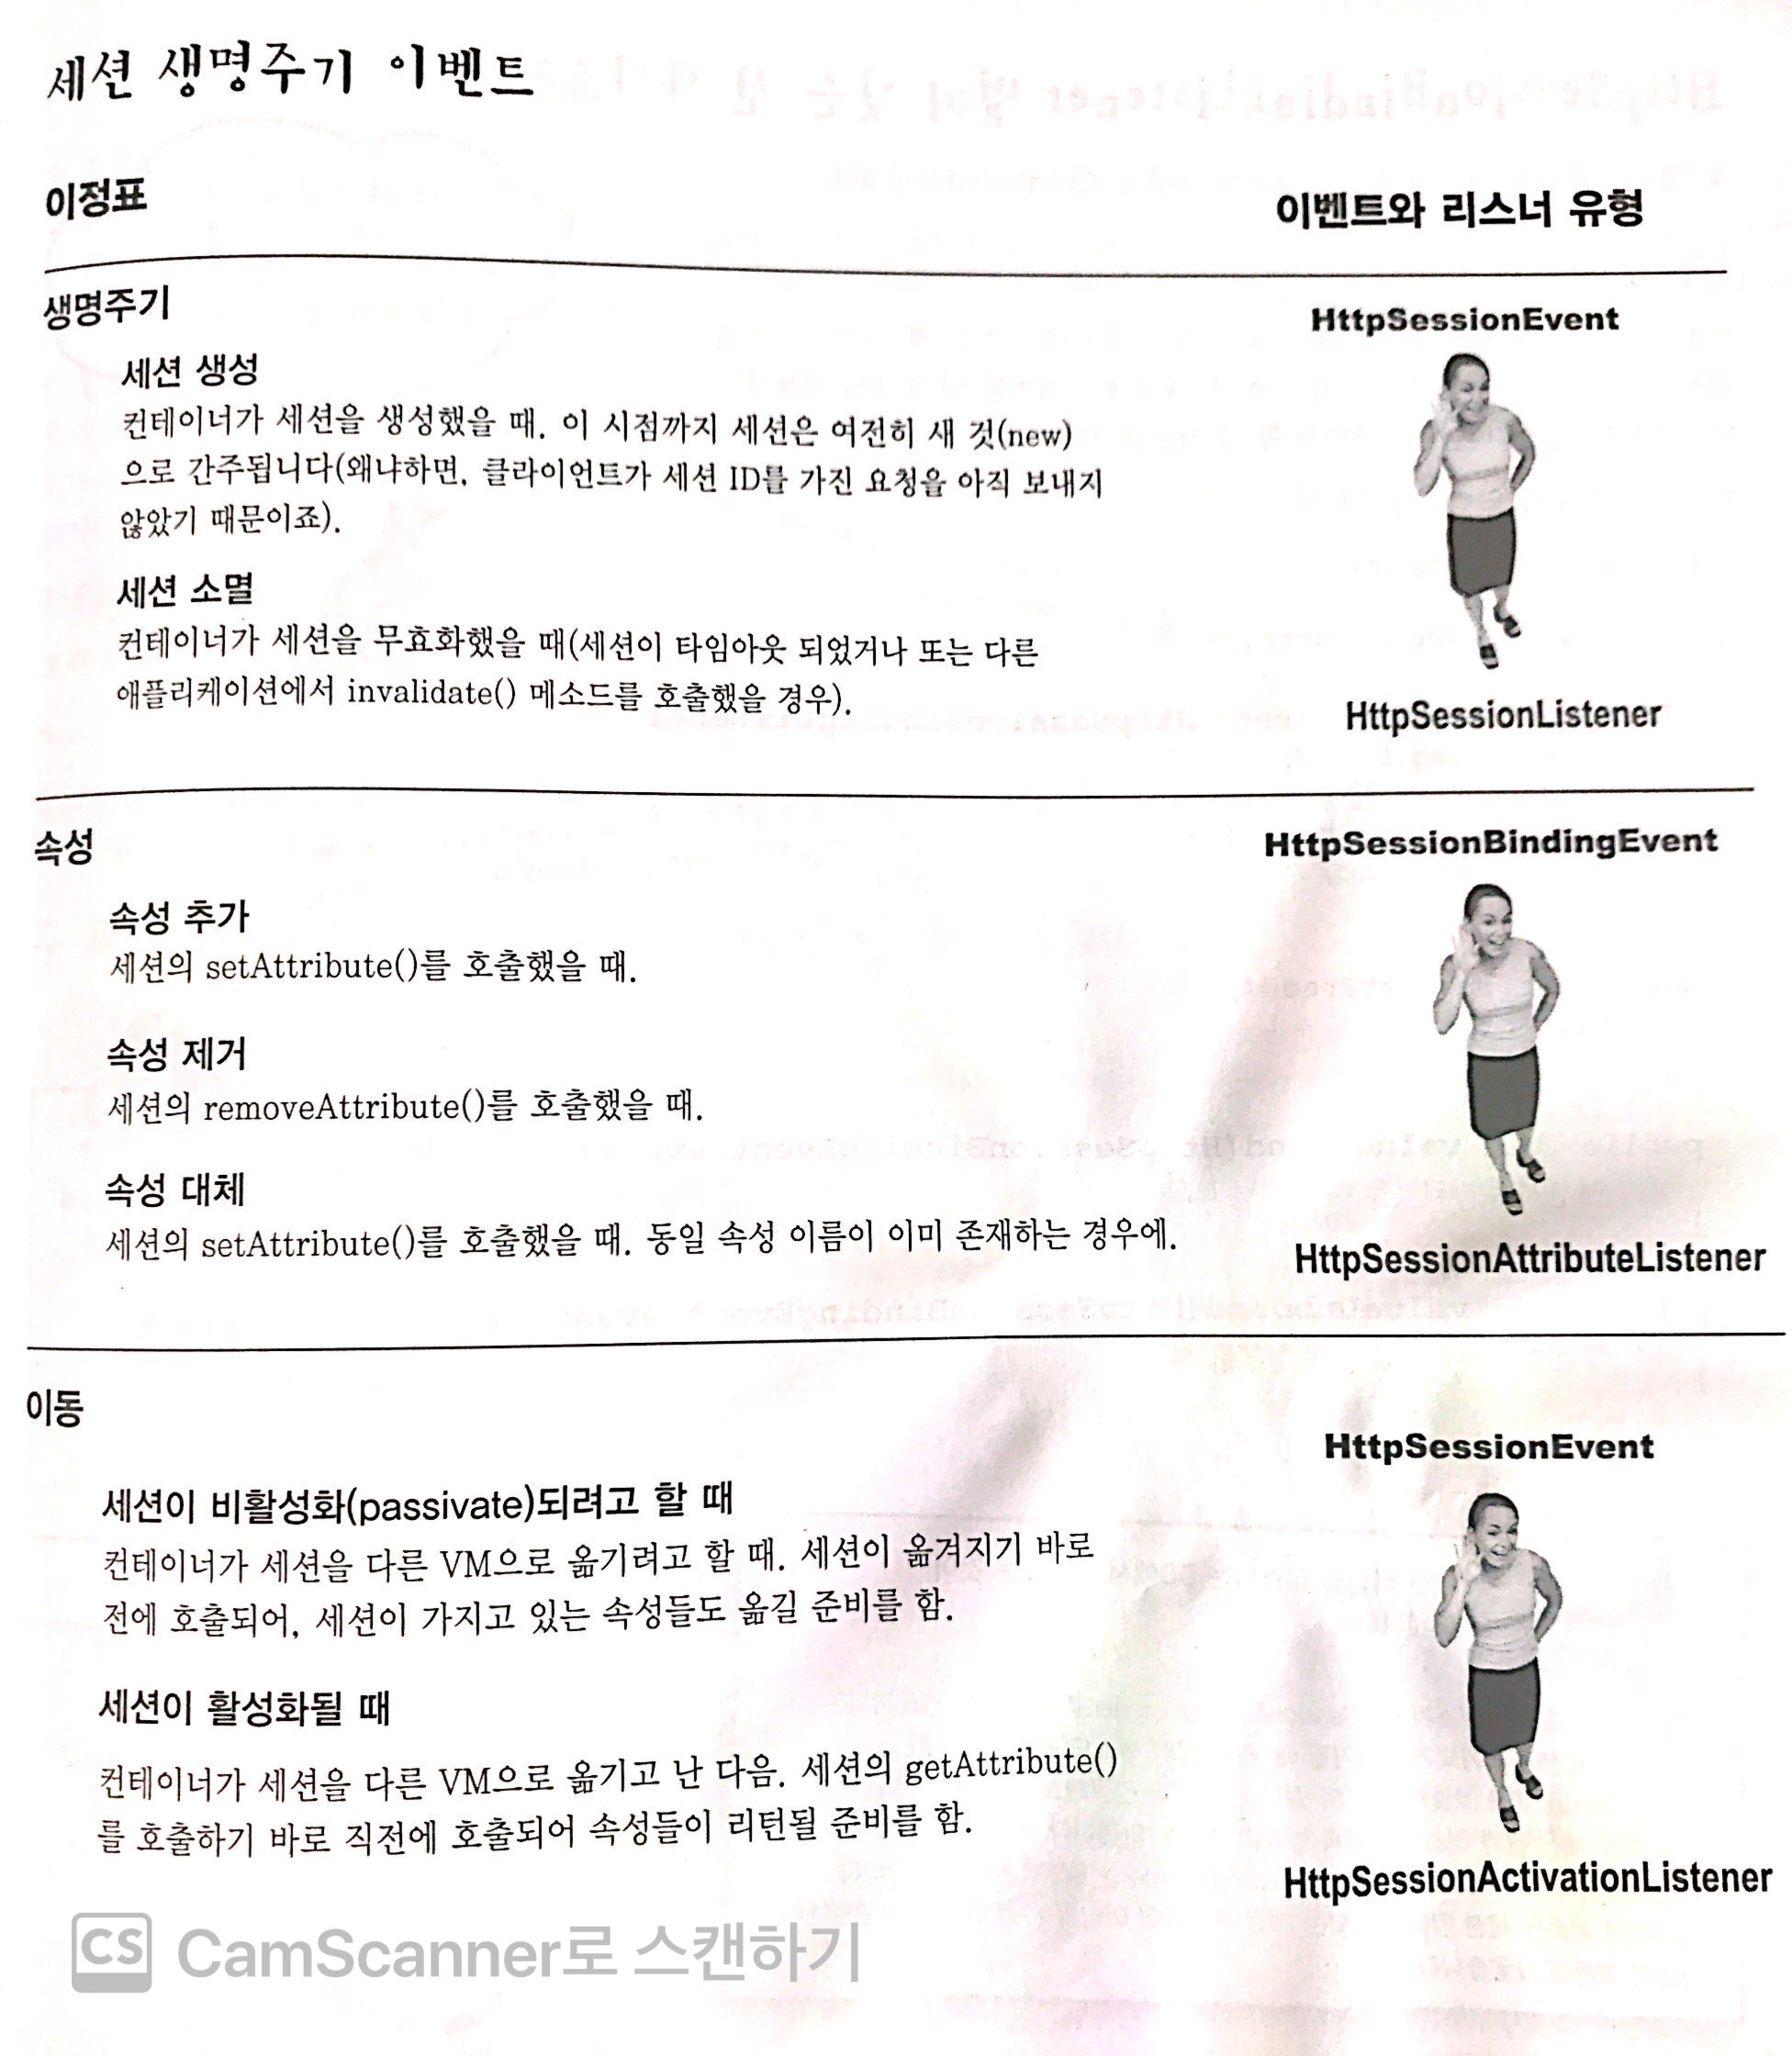 세션 생명주기 이벤트
이정표
이벤트와 리스너 유형
생명주기
HttpSessionEvent
세션 생성
컨테이너가 세션을 생성했을 때. 이 시점까지 세션은 여전히 새 것(new)
으로 간주됩니다(왜냐하면, 클라이언트가 세션 ID를 가진 요청을 아직 보내지
않았기 때문이죠).
세션 소멸
컨테이너가 세션을 무효화했을 때(세션이 타임아웃 되었거나 또는 다른
애플리케이션에서 invalidate() 메소드를 호출했을 경우).
HttpSessionListener
속성
HttpSessionBindingEvent
속성 추가
세션의 setAttribute()를 호출했을 때.
속성 제거
세션의 removeAttribute()를 호출했을 때.
속성 대체
세션의 setAttribute()를 호출했을 때. 동일 속성 이름이 이미 존재하는 경우에.
HttpSessionAttributeListener
이동
HttpSessionEvent
세션이 비활성화(passivate)되려고 할 때
컨테이너가 세션을 다른 VM으로 옮기려고 할 때. 세션이 옮겨지기 바로
전에 호출되어, 세션이 가지고 있는 속성들도 옮길 준비를 함.
세션이 활성화될 때
컨테이너가 세션을 다른 VM으로 옮기고 난 다음. 세션의 getAttribute()
를 호출하기 바로 직전에 호출되어 속성들이 리턴될 준비를 함.
HttpSessionActivationListener
CS CamScanner로 스캔하기